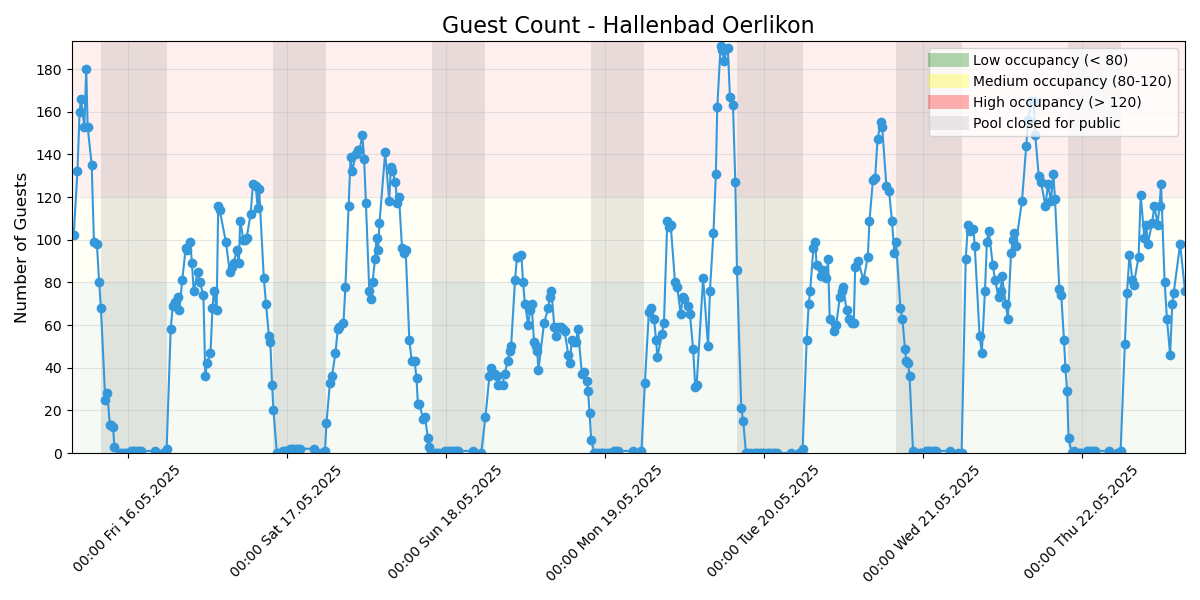 Guest Count - Hallenbad Oerlikon
Number of Guests
180
160
140
120
100
80
60
40
20
0
Low occupancy (< 80)
Medium occupancy (80-120)
High occupancy (> 120)
Pool closed for public
00:00 Fri 16.05.2025
00:00 Sat 17.05.2025
00:00 Sun 18.05.2025
00:00 Mon 19.05.2025
00:00 Tue 20.05.2025
00:00 Wed 21.05.2025
00:00 Thu 22.05.2025